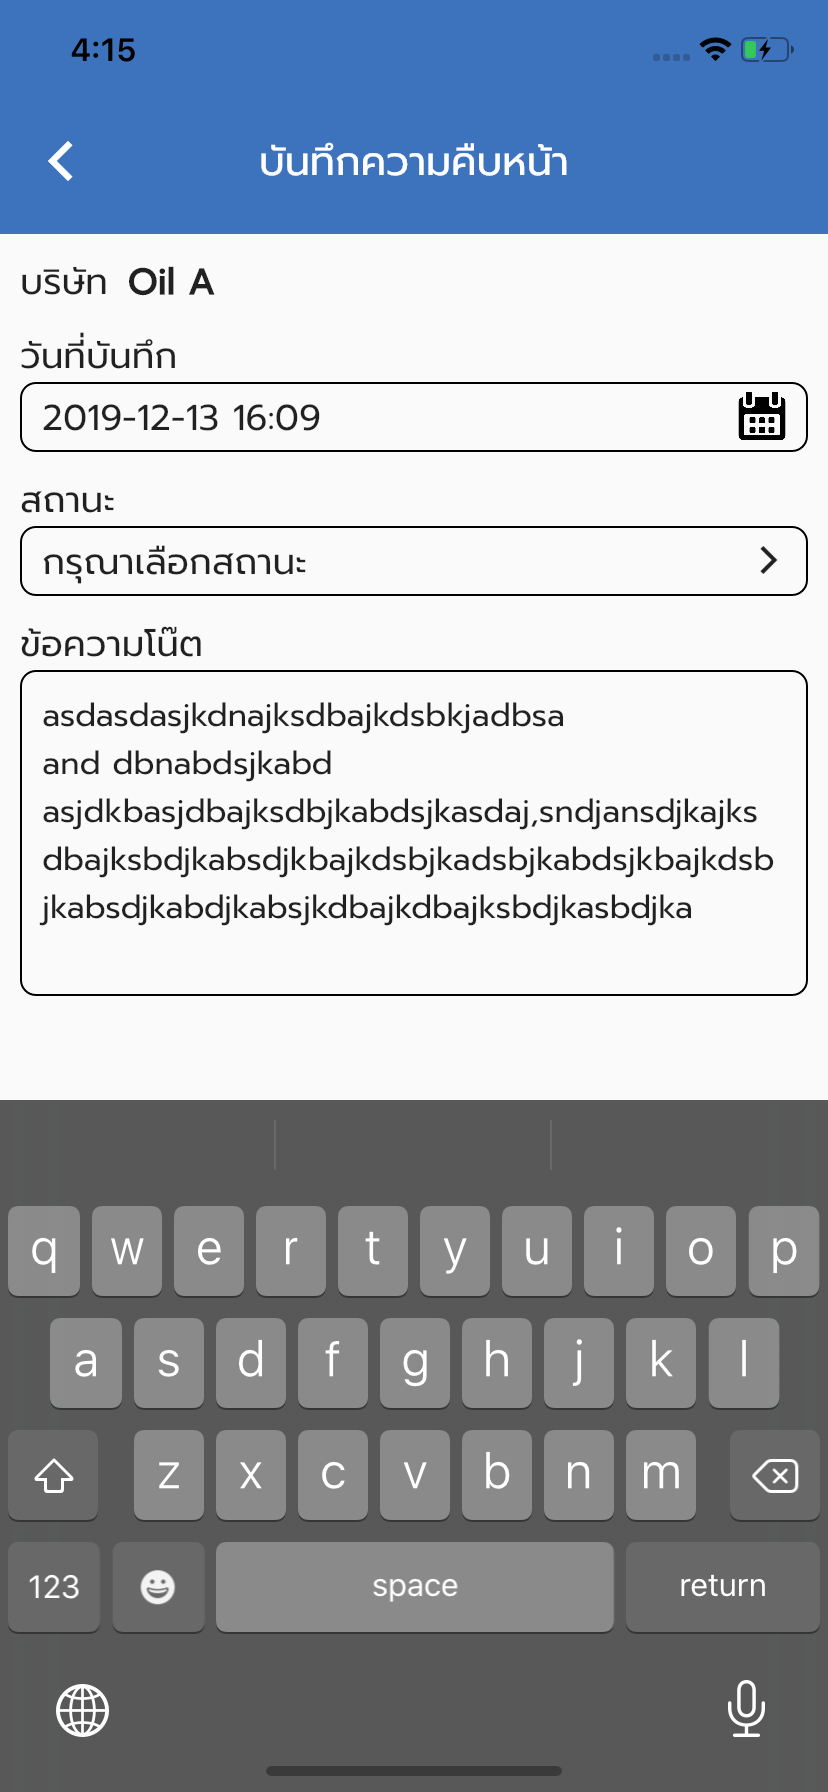 4:15
บันทึกความคืบหน้า
บริษัท Oil A
วันที่บันทึก
2019-12-13 16:09
สถานะ
กรุณาเลือกสถานะ
ข้อความโน๊ต
asdasdasjkdnajksdbajkdsbkjadbsa
and dbnabdsjkabd
asjdkbasjdbajksdbjkabdsjkasdaj,sndjansdjkajks
dbajksbdjkabsdjkbajkdsbjkadsbjkabdsjkbajkdsb
jkabsdjkabdjkabsjkdbajkdbajksbdjkasbdjka
q w e r t y u i o p
a s d f g h j k l
z x c v b n m
123 space return